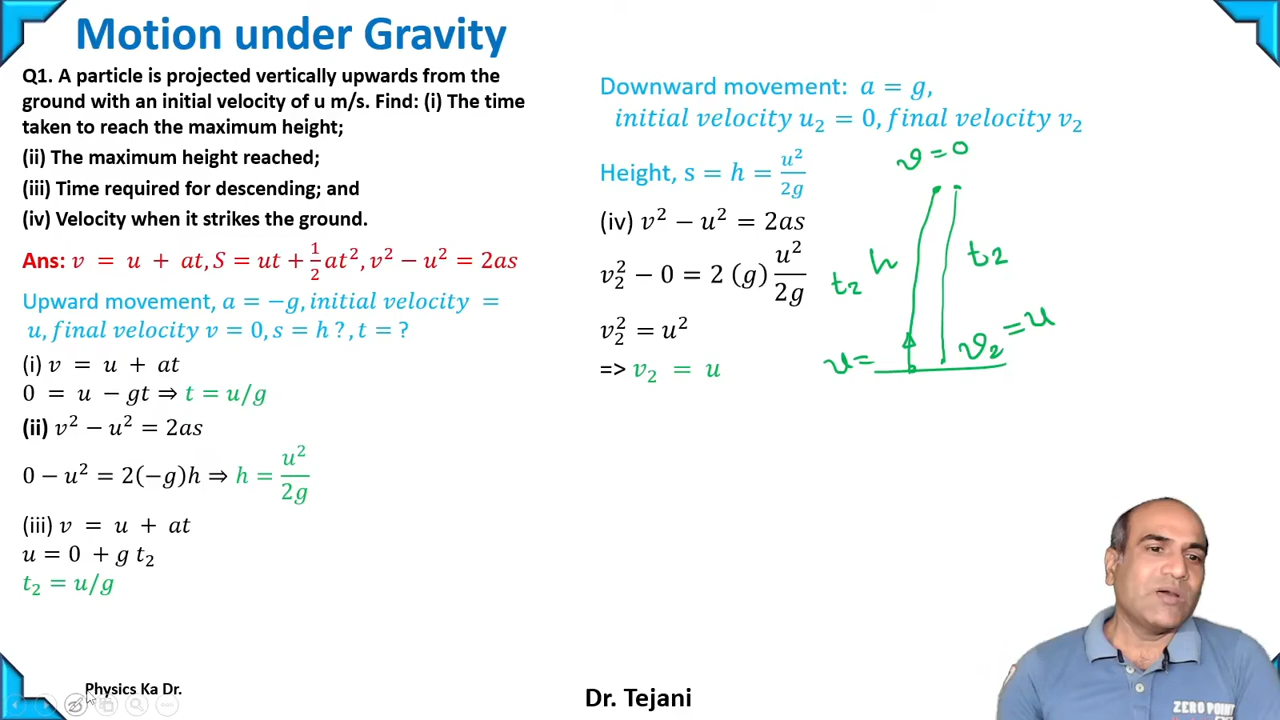 Motion under Gravity
Q1. A particle is projected vertically upwards from the
ground with an initial velocity of u m/s. Find: (i) The time
taken to reach the maximum height;
(ii) The maximum height reached;
(iii) Time required for descending; and
(iv) Velocity when it strikes the ground.
Ans: v = u + at, S = ut + 1/2 at², v² − u² = 2as
Upward movement, a = −g, initial velocity =
u, final velocity v = 0, s = h ?, t = ?
(i) v = u + at
0 = u − gt ⇒ t = u/g
(ii) v² − u² = 2as
0 − u² = 2(−g)h ⇒ h = u²/2g
(iii) v = u + at
u = 0 + g t₂
t₂ = u/g
Downward movement: a = g,
initial velocity u₂ = 0, final velocity v₂
Height, s = h = u²/2g
(iv) v² − u² = 2as
v₂² − 0 = 2 (g) u²/2g
v₂² = u²
=> v₂ = u
v = 0
h
t₂
t₂
u =
v₂ = u
Physics Ka Dr.
Dr. Tejani
ZERO POINT